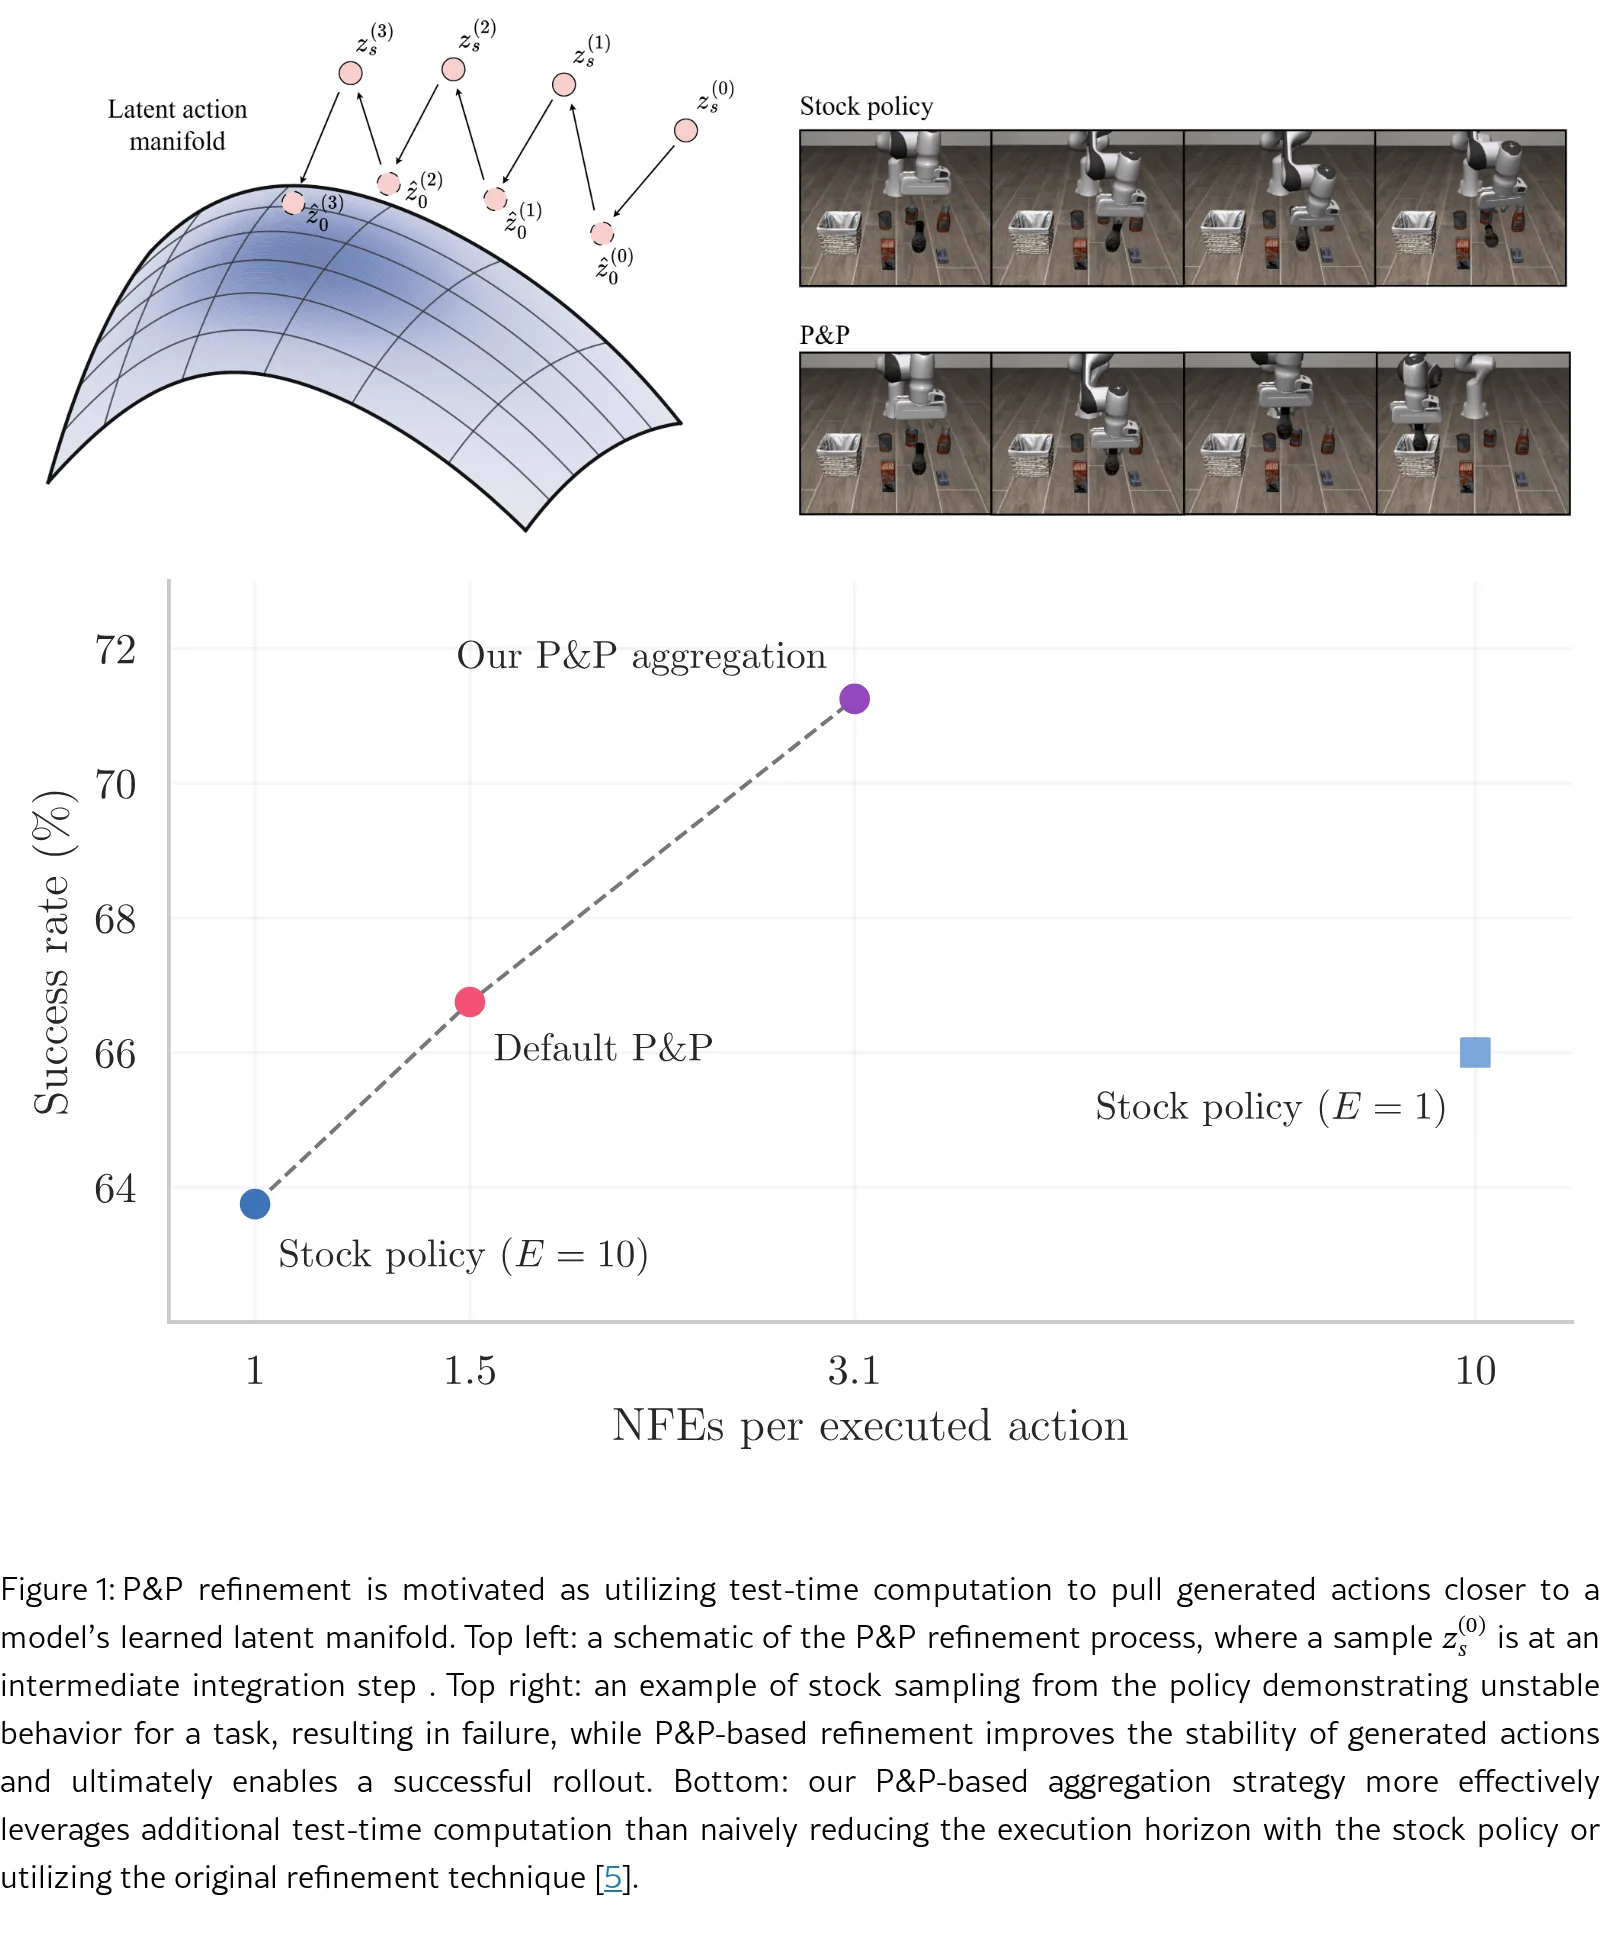 z_s^(3)
z_s^(2)
z_s^(1)
z_s^(0)
Latent action
manifold
ẑ_0^(3)
ẑ_0^(2)
ẑ_0^(1)
ẑ_0^(0)
Stock policy
P&P
Success rate (%)
72
70
68
66
64
Our P&P aggregation
Default P&P
Stock policy (E = 1)
Stock policy (E = 10)
1 1.5 3.1 10
NFEs per executed action
Figure 1: P&P refinement is motivated as utilizing test-time computation to pull generated actions closer to a
model’s learned latent manifold. Top left: a schematic of the P&P refinement process, where a sample z_s^(0) is at an
intermediate integration step . Top right: an example of stock sampling from the policy demonstrating unstable
behavior for a task, resulting in failure, while P&P-based refinement improves the stability of generated actions
and ultimately enables a successful rollout. Bottom: our P&P-based aggregation strategy more effectively
leverages additional test-time computation than naively reducing the execution horizon with the stock policy or
utilizing the original refinement technique [5].